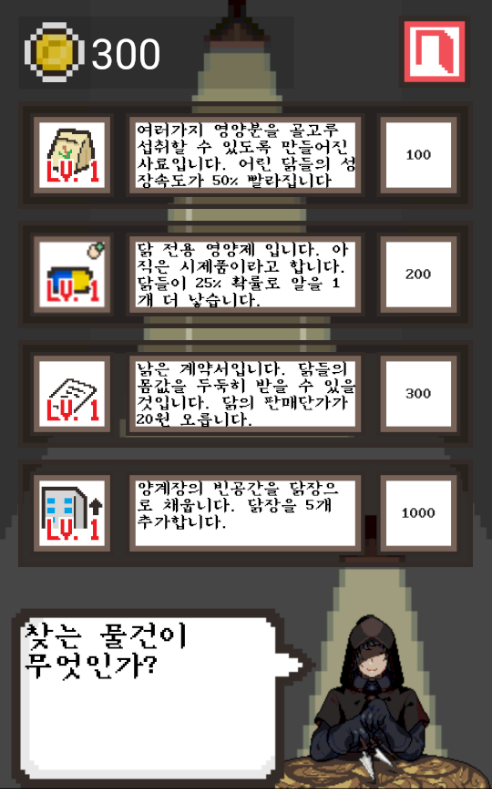 300
여러가지 영양분을 골고루
섭취할 수 있도록 만들어진
사료입니다. 어린 닭들의 성
장속도가 50% 빨라집니다
LV. 1
100
닭 전용 영양제 입니다. 아
직은 시제품이라고 합니다.
닭들이 25% 확률로 알을 1
개 더 낳습니다.
LV. 1
200
낡은 계약서입니다. 닭들의
몸값을 두둑히 받을 수 있을
것입니다. 닭의 판매단가가
20원 오릅니다.
LV. 1
300
양계장의 빈공간을 닭장으
로 채웁니다. 닭장을 5개
추가합니다.
LV. 1
1000
찾는 물건이
무엇인가?